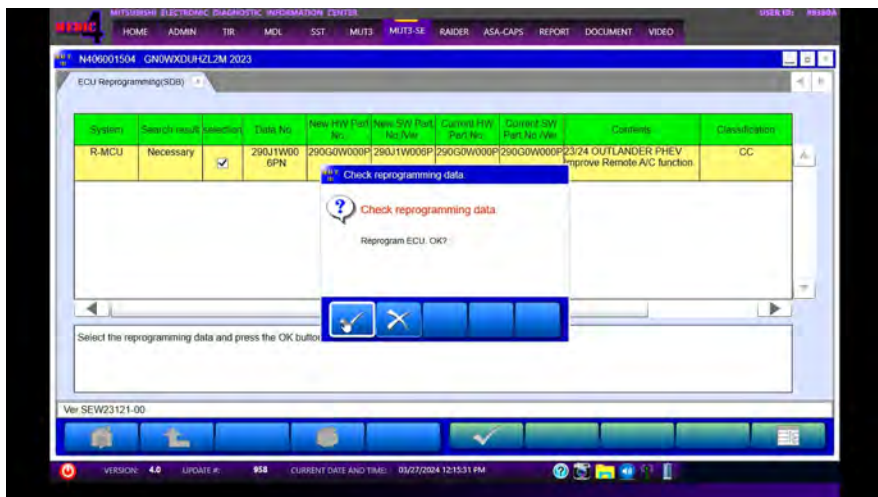 MITSUBISHI ELECTRONIC DIAGNOSTIC INFORMATION CENTER
USER ID:
MEDIC 4
HOME ADMIN TIR MDL SST MUT3 MUT3-SE RAIDER ASA-CAPS REPORT DOCUMENT VIDEO
N406001504 GN0WXDUHZL2M 2023
ECU Reprogramming(SDB)
System Search result selection Data No. New HW Part No. New SW Part No./Ver Current HW Part No. Current SW Part No./Ver Contents Classification
R-MCU Necessary 290J1W00 290G0W000P 290J1W006P 290G0W000P 290G0W000P 23/24 OUTLANDER PHEV CC
6PN Improve Remote A/C function.
Check reprogramming data.
Check reprogramming data.
Reprogram ECU. OK?
Select the reprogramming data and press the OK button
Ver SEW23121-00
VERSION: 4.0 UPDATE #: 958 CURRENT DATE AND TIME: 03/27/2024 12:15:31 PM